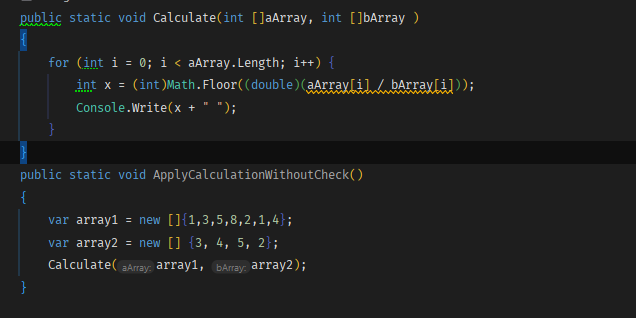 public static void Calculate(int []aArray, int []bArray )
{
for (int i = 0; i < aArray.Length; i++) {
int x = (int)Math.Floor((double)(aArray[i] / bArray[i]));
Console.Write(x + " ");
}
}
public static void ApplyCalculationWithoutCheck()
{
var array1 = new []{1,3,5,8,2,1,4};
var array2 = new [] {3, 4, 5, 2};
Calculate( aArray: array1, bArray: array2);
}